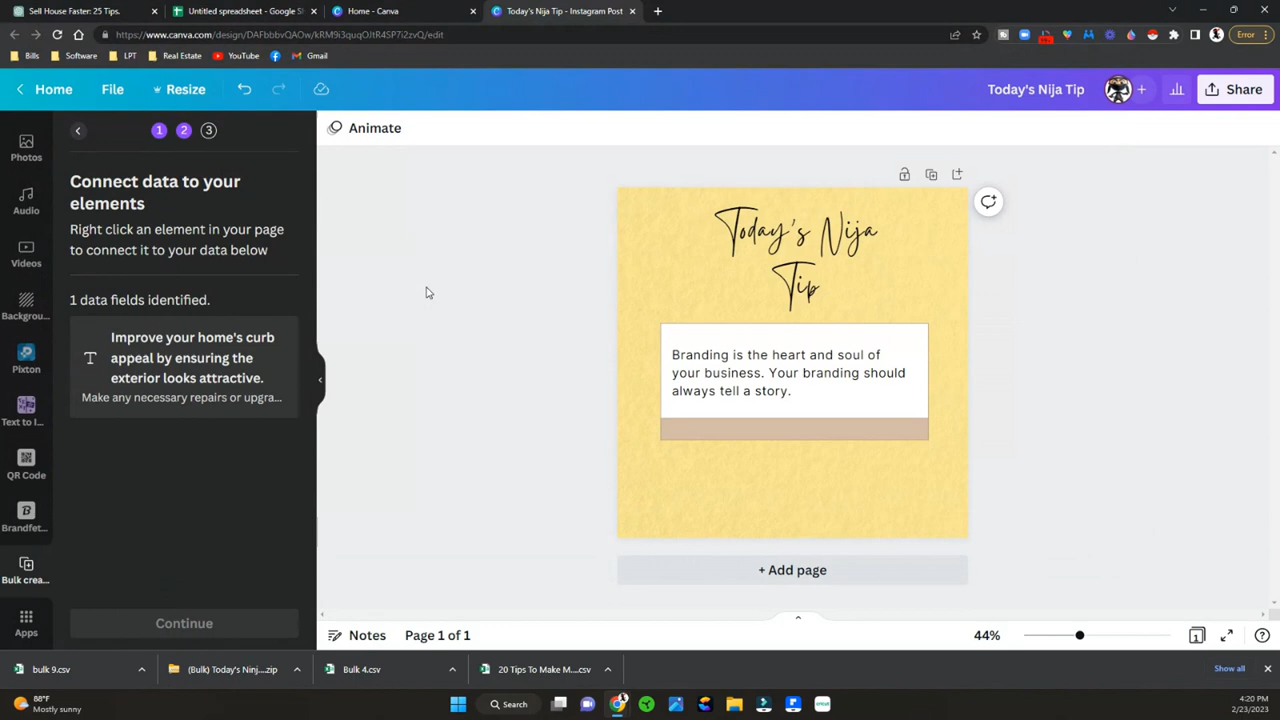 Sell House Faster: 25 Tips.
Untitled spreadsheet - Google Sh
Home - Canva
Today's Nija Tip - Instagram Post
https://www.canva.com/design/DAFbbbvQAOw/kRM9i3quqOJtR4SP7i2zvQ/edit
Error
Bills
Software
LPT
Real Estate
YouTube
Gmail
Home
File
Resize
Today's Nija Tip
Share
Photos
Audio
Videos
Backgrou...
Pixton
Text to I...
QR Code
Brandfet...
Bulk crea...
Apps
1
2
3
Connect data to your
elements
Right click an element in your page
to connect it to your data below
1 data fields identified.
T
Improve your home's curb
appeal by ensuring the
exterior looks attractive.
Make any necessary repairs or upgra...
Continue
Animate
Today's Nija
Tip
Branding is the heart and soul of
your business. Your branding should
always tell a story.
+ Add page
Notes
Page 1 of 1
44%
1
bulk 9.csv
(Bulk) Today's Ninj....zip
Bulk 4.csv
20 Tips To Make M....csv
Show all
88°F
Mostly sunny
Search
4:20 PM
2/23/2023